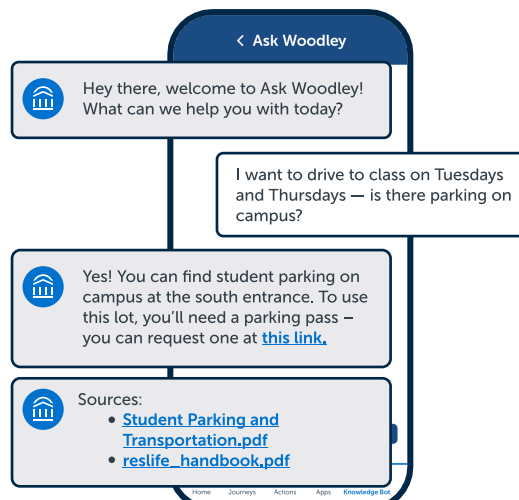 < Ask Woodley
Hey there, welcome to Ask Woodley!
What can we help you with today?
I want to drive to class on Tuesdays
and Thursdays — is there parking on
campus?
Yes! You can find student parking on
campus at the south entrance. To use
this lot, you’ll need a parking pass –
you can request one at this link.
Sources:
• Student Parking and
Transportation.pdf
• reslife_handbook.pdf
Home Journeys Actions Apps Knowledge Bot